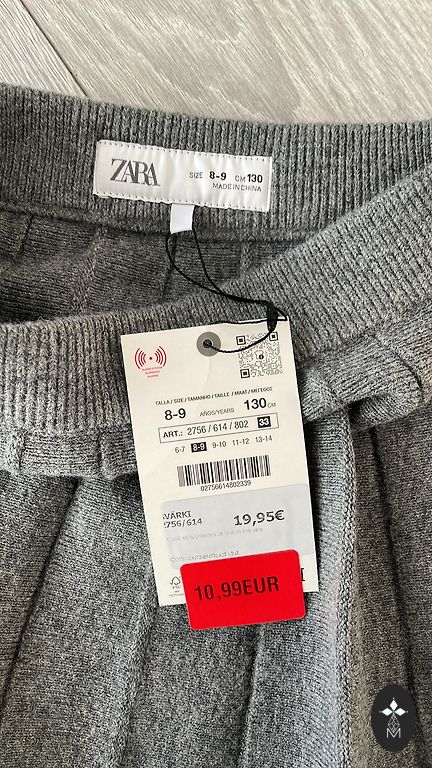 ZARA SIZE 8-9 CM 130
MADE IN CHINA
TALLA / SIZE / TAMANHO / TAILLE / MAAT / МЕГЕОΣ
8-9 AÑOS/YEARS 130 CM
ART.: 2756 / 614 / 802 33
6-7 8-9 9-10 11-12 13-14
02756614802339
SVĀRKI
2756/614 19,95€
10,99EUR
M